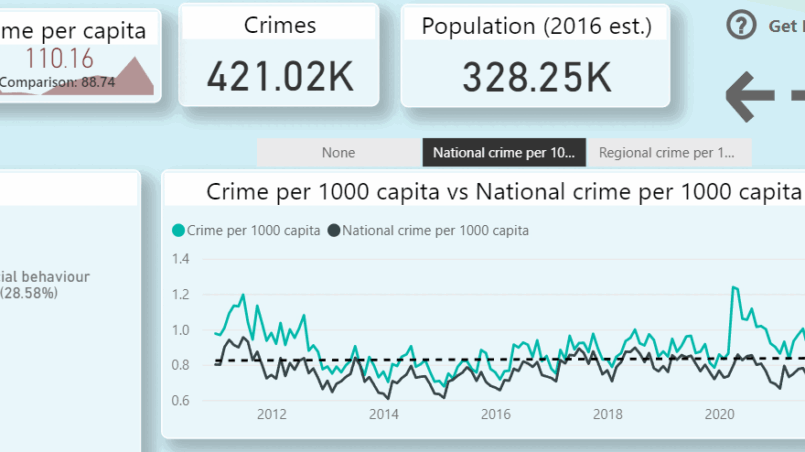 me per capita
110.16
Comparison: 88.74
Crimes
421.02K
Population (2016 est.)
328.25K
Get
None
National crime per 10...
Regional crime per 1...
ial behaviour
(28.58%)
Crime per 1000 capita vs National crime per 1000 capita
Crime per 1000 capita
National crime per 1000 capita
1.4
1.2
1.0
0.8
0.6
2012
2014
2016
2018
2020